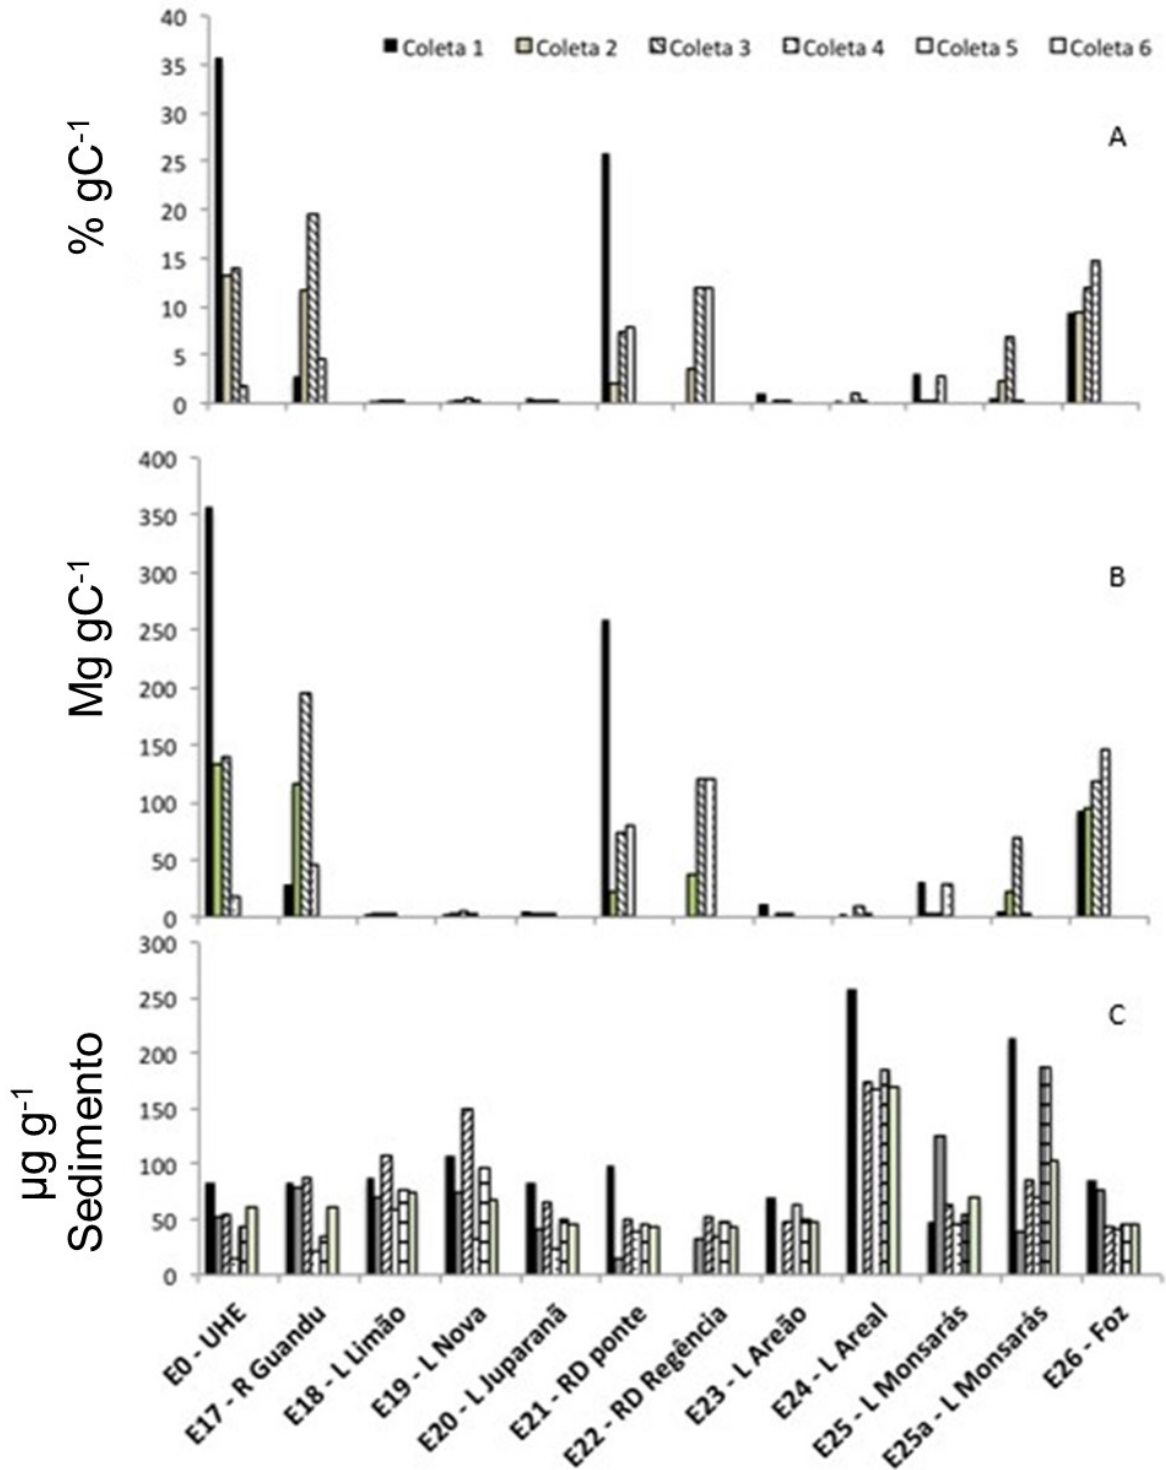 40
Coleta 1 Coleta 2 Coleta 3 Coleta 4 Coleta 5 Coleta 6
35
30
A
25
20
15
10
5
0
% gC-1
400
350
300
B
250
200
150
100
50
0
Mg gC-1
300
250
C
200
150
100
50
0
µg g-1
Sedimento
E0 - UHE
E17 - R Guandu
E18 - L Limão
E19 - L Nova
E20 - L Juparanã
E21 - RD ponte
E22 - RD Regência
E23 - L Areão
E24 - L Areal
E25 - L Monsarás
E25a - L Monsarás
E26 - Foz